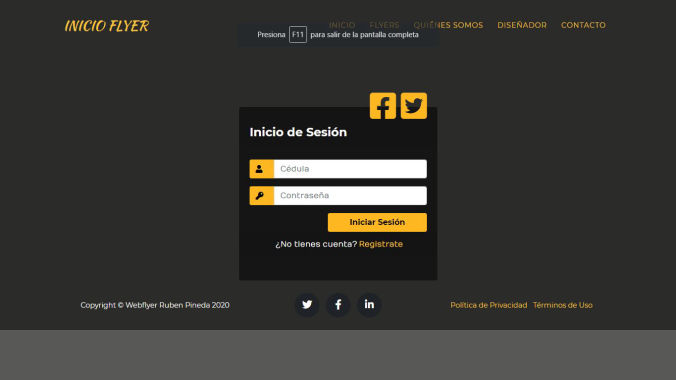 INICIO FLYER
INICIO FLYERS QUIÉNES SOMOS DISEÑADOR CONTACTO
Presiona F11 para salir de la pantalla completa
Inicio de Sesión
Cédula
Contraseña
Iniciar Sesión
¿No tienes cuenta? Registrate
Copyright © Webflyer Ruben Pineda 2020
Política de Privacidad Términos de Uso